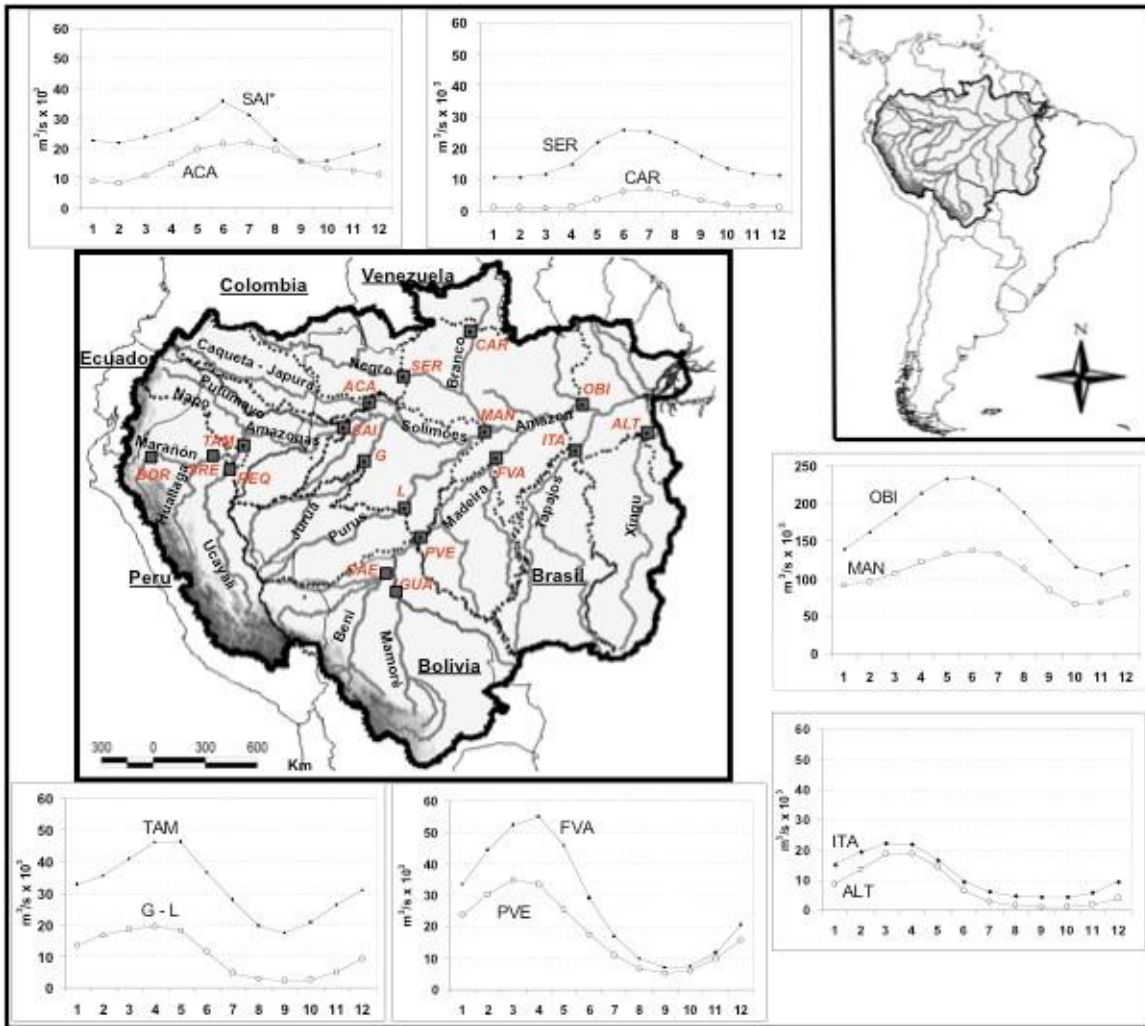 60
50
40
30
20
10
0
m³/s x 10³
SAI*
ACA
1 2 3 4 5 6 7 8 9 10 11 12
60
50
40
30
20
10
0
m³/s x 10³
SER
CAR
1 2 3 4 5 6 7 8 9 10 11 12
N
Colombia
Venezuela
Ecuador
Peru
Brasil
Bolivia
Caqueta - Japurá
Negro
Branco
CAR
SER
Putumayo
ACA
OBI
Napo
Amazonas
SAI
Solimões
MAN
Amazon
ALT
ITA
TAM
Marañón
BOR
BRE
REQ
G
FVA
Huallaga
L
Madeira
Tapajos
Xingu
Juruá
Purus
PVE
Ucayali
CAE
GUA
Beni
Mamoré
300 0 300 600
Km
250
200
150
100
50
0
m³/s x 10³
OBI
MAN
1 2 3 4 5 6 7 8 9 10 11 12
60
50
40
30
20
10
0
m³/s x 10³
ITA
ALT
1 2 3 4 5 6 7 8 9 10 11 12
60
50
40
30
20
10
0
m³/s x 10³
TAM
G - L
1 2 3 4 5 6 7 8 9 10 11 12
60
50
40
30
20
10
0
m³/s x 10³
FVA
PVE
1 2 3 4 5 6 7 8 9 10 11 12